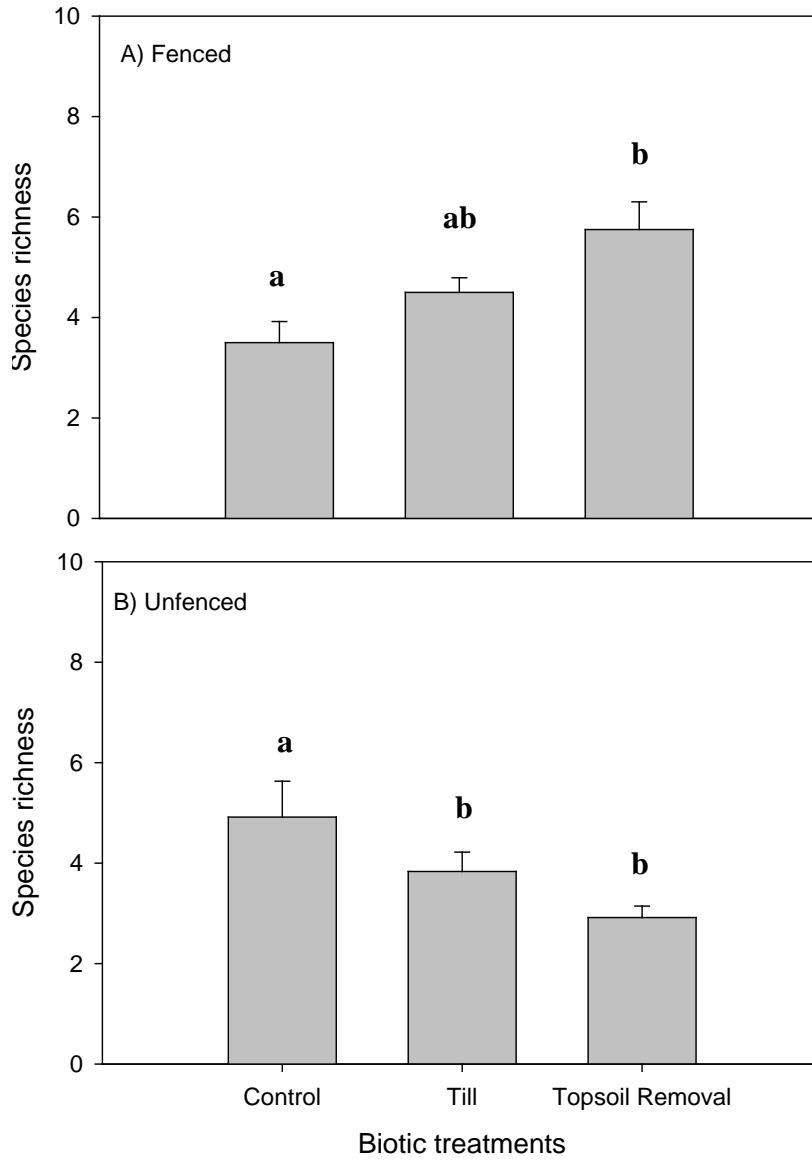 10
A) Fenced
8
b
6
ab
a
4
2
0
Species richness
10
B) Unfenced
8
6
a
b
4
b
2
0
Species richness
Control Till Topsoil Removal
Biotic treatments